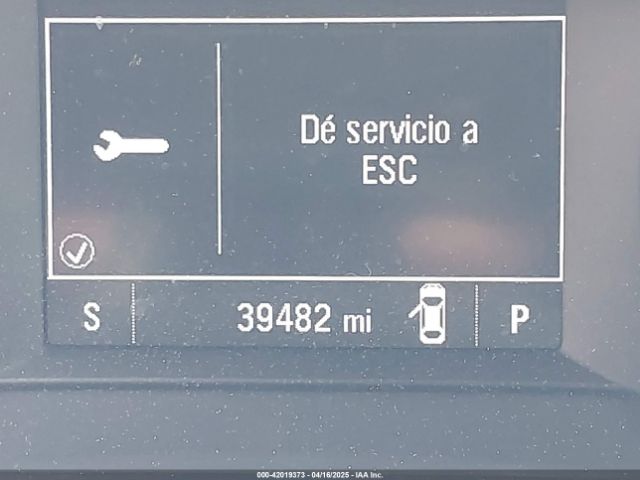 Dé servicio a
ESC
S
39482 mi
P
000-42019373 - 04/16/2025 - IAA Inc.